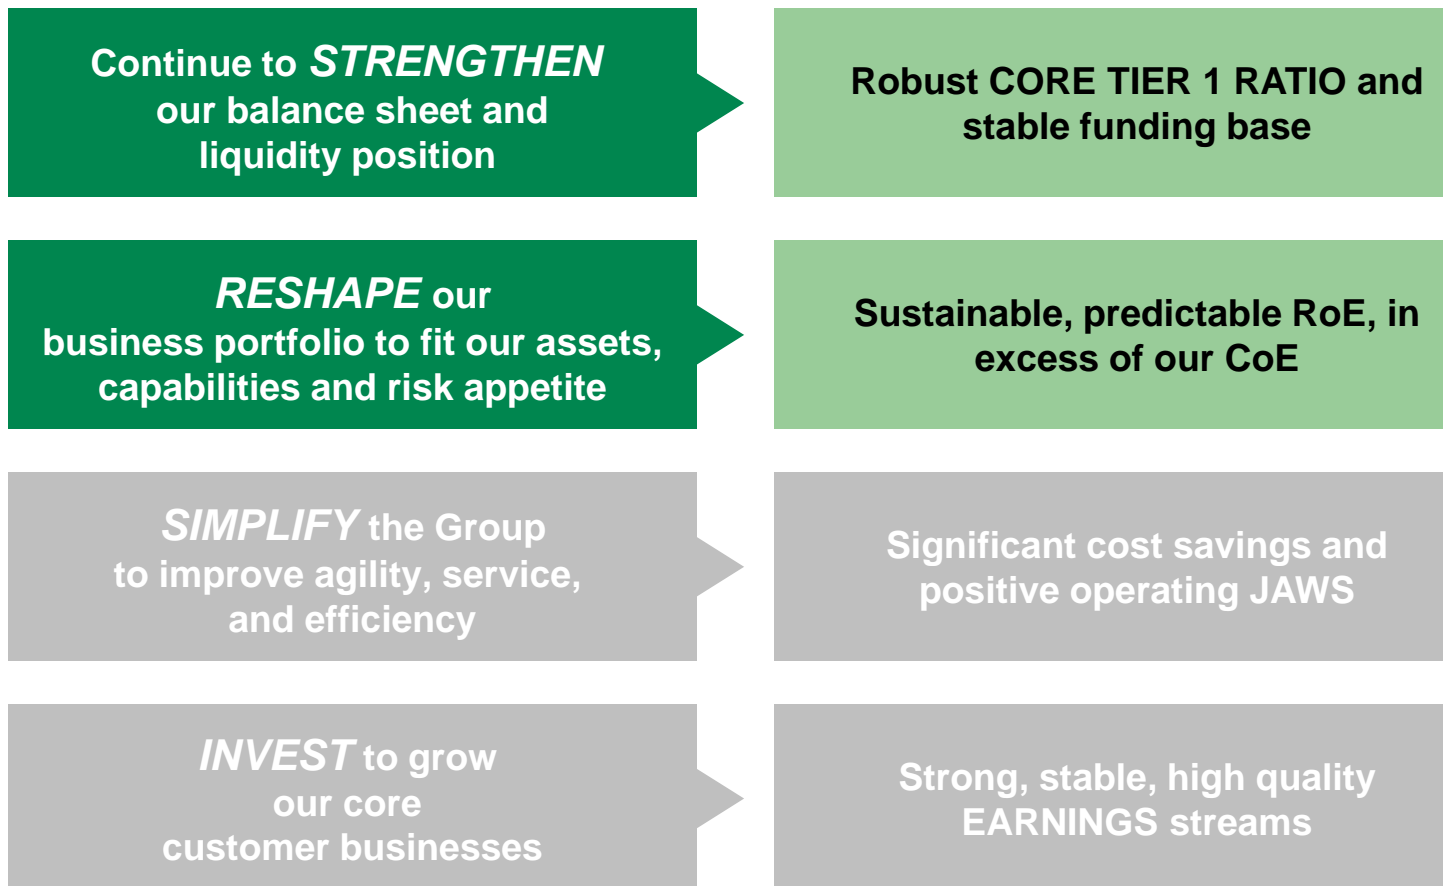 Continue to STRENGTHEN
our balance sheet and
liquidity position
Robust CORE TIER 1 RATIO and
stable funding base
RESHAPE our
business portfolio to fit our assets,
capabilities and risk appetite
Sustainable, predictable RoE, in
excess of our CoE
SIMPLIFY the Group
to improve agility, service,
and efficiency
Significant cost savings and
positive operating JAWS
INVEST to grow
our core
customer businesses
Strong, stable, high quality
EARNINGS streams